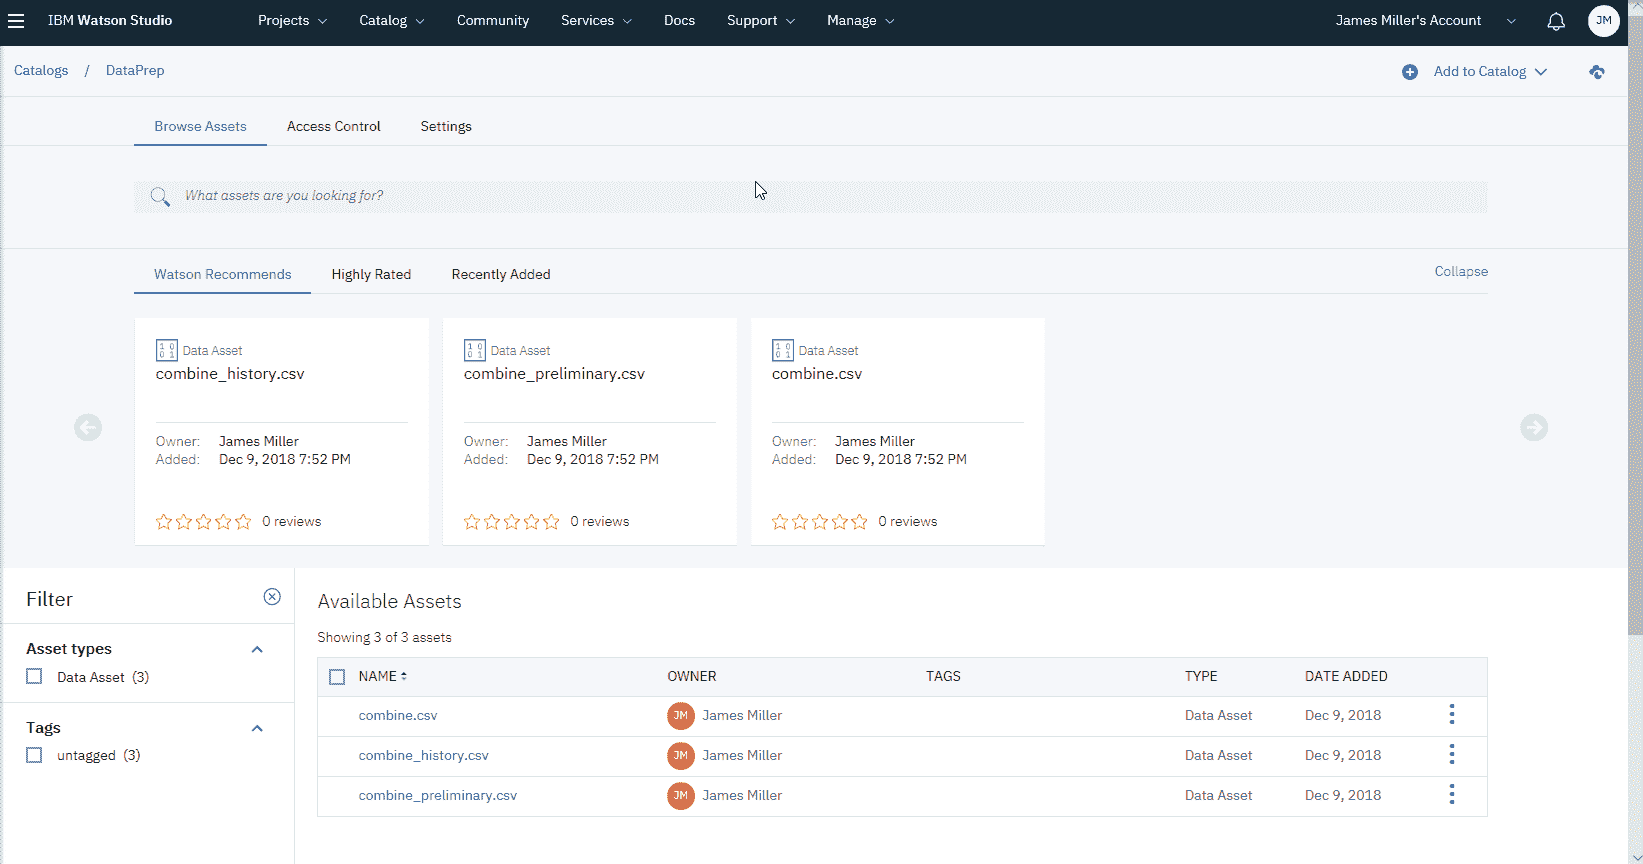 IBM Watson Studio Projects Catalog Community Services Docs Support Manage James Miller's Account JM
Catalogs / DataPrep Add to Catalog
Browse Assets Access Control Settings
What assets are you looking for?
Watson Recommends Highly Rated Recently Added Collapse
Data Asset
combine_history.csv
Owner: James Miller
Added: Dec 9, 2018 7:52 PM
0 reviews
Data Asset
combine_preliminary.csv
Owner: James Miller
Added: Dec 9, 2018 7:52 PM
0 reviews
Data Asset
combine.csv
Owner: James Miller
Added: Dec 9, 2018 7:52 PM
0 reviews
Filter
Asset types
Data Asset (3)
Tags
untagged (3)
Available Assets
Showing 3 of 3 assets
NAME OWNER TAGS TYPE DATE ADDED
combine.csv JM James Miller Data Asset Dec 9, 2018
combine_history.csv JM James Miller Data Asset Dec 9, 2018
combine_preliminary.csv JM James Miller Data Asset Dec 9, 2018